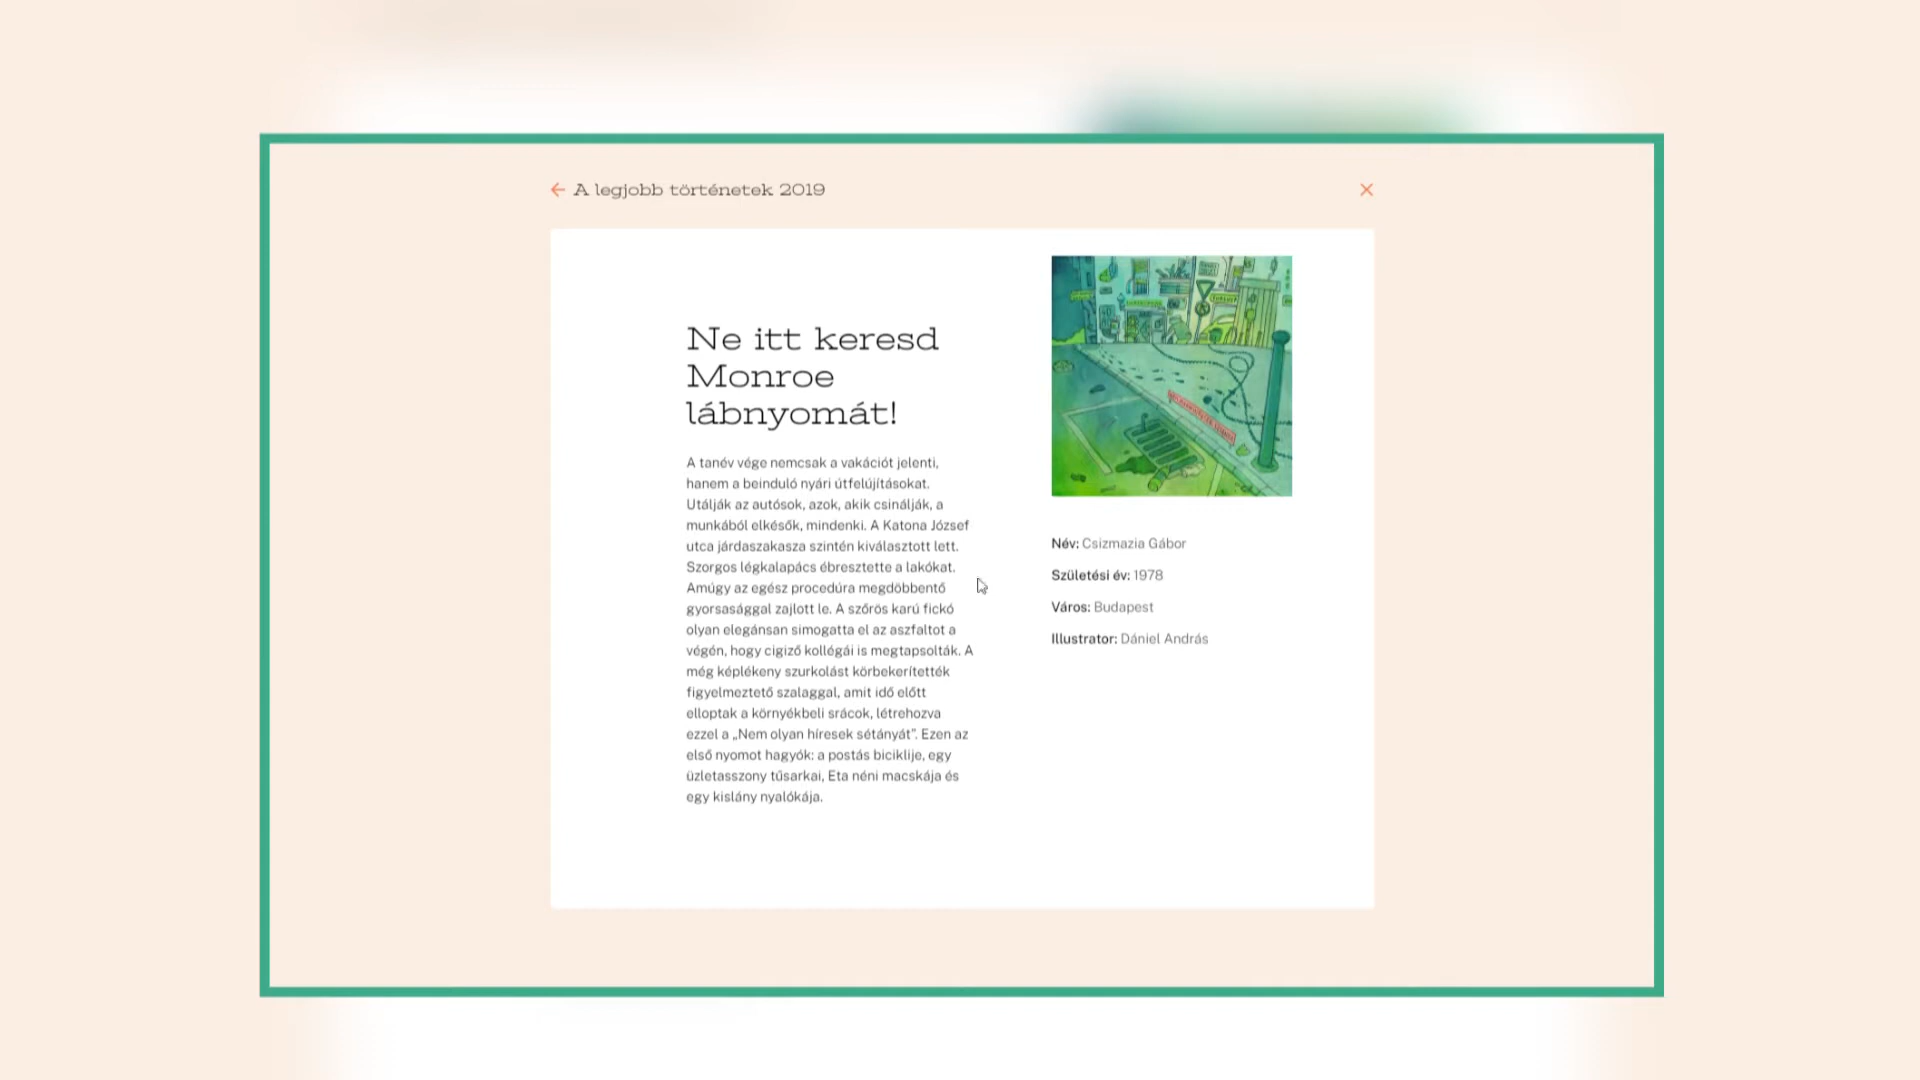 A legjobb történetek 2019
Ne itt keresd
Monroe
lábnyomát!
A tanév vége nemcsak a vakációt jelenti,
hanem a beinduló nyári útfelújításokat.
Utálják az autósok, azok, akik csinálják, a
munkából elkésők, mindenki. A Katona József
utca járdaszakasza szintén kiválasztott lett.
Szorgos légkalapács ébresztette a lakókat.
Amúgy az egész procedúra megdöbbentő
gyorsasággal zajlott le. A szőrös karú fickó
olyan elegánsan simogatta el az aszfaltot a
végén, hogy cigiző kollégái is megtapsolták. A
még képlékeny szurkolást körbekerítették
figyelmeztető szalaggal, amit idő előtt
elloptak a környékbeli srácok, létrehozva
ezzel a „Nem olyan híresek sétányát”. Ezen az
első nyomot hagyók: a postás biciklije, egy
üzletasszony tűsarkai, Eta néni macskája és
egy kislány nyalókája.
Név: Csizmazia Gábor
Születési év: 1978
Város: Budapest
Illustrator: Dániel András